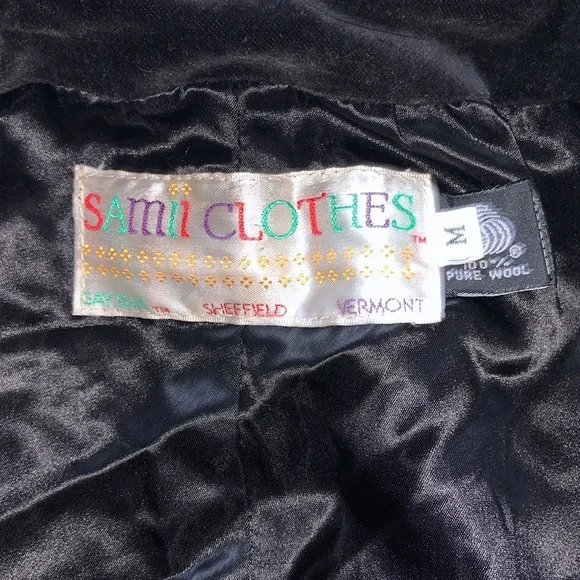 SAMII CLOTHES™
SHEFFIELD VERMONT
M
100%®
PURE WOOL